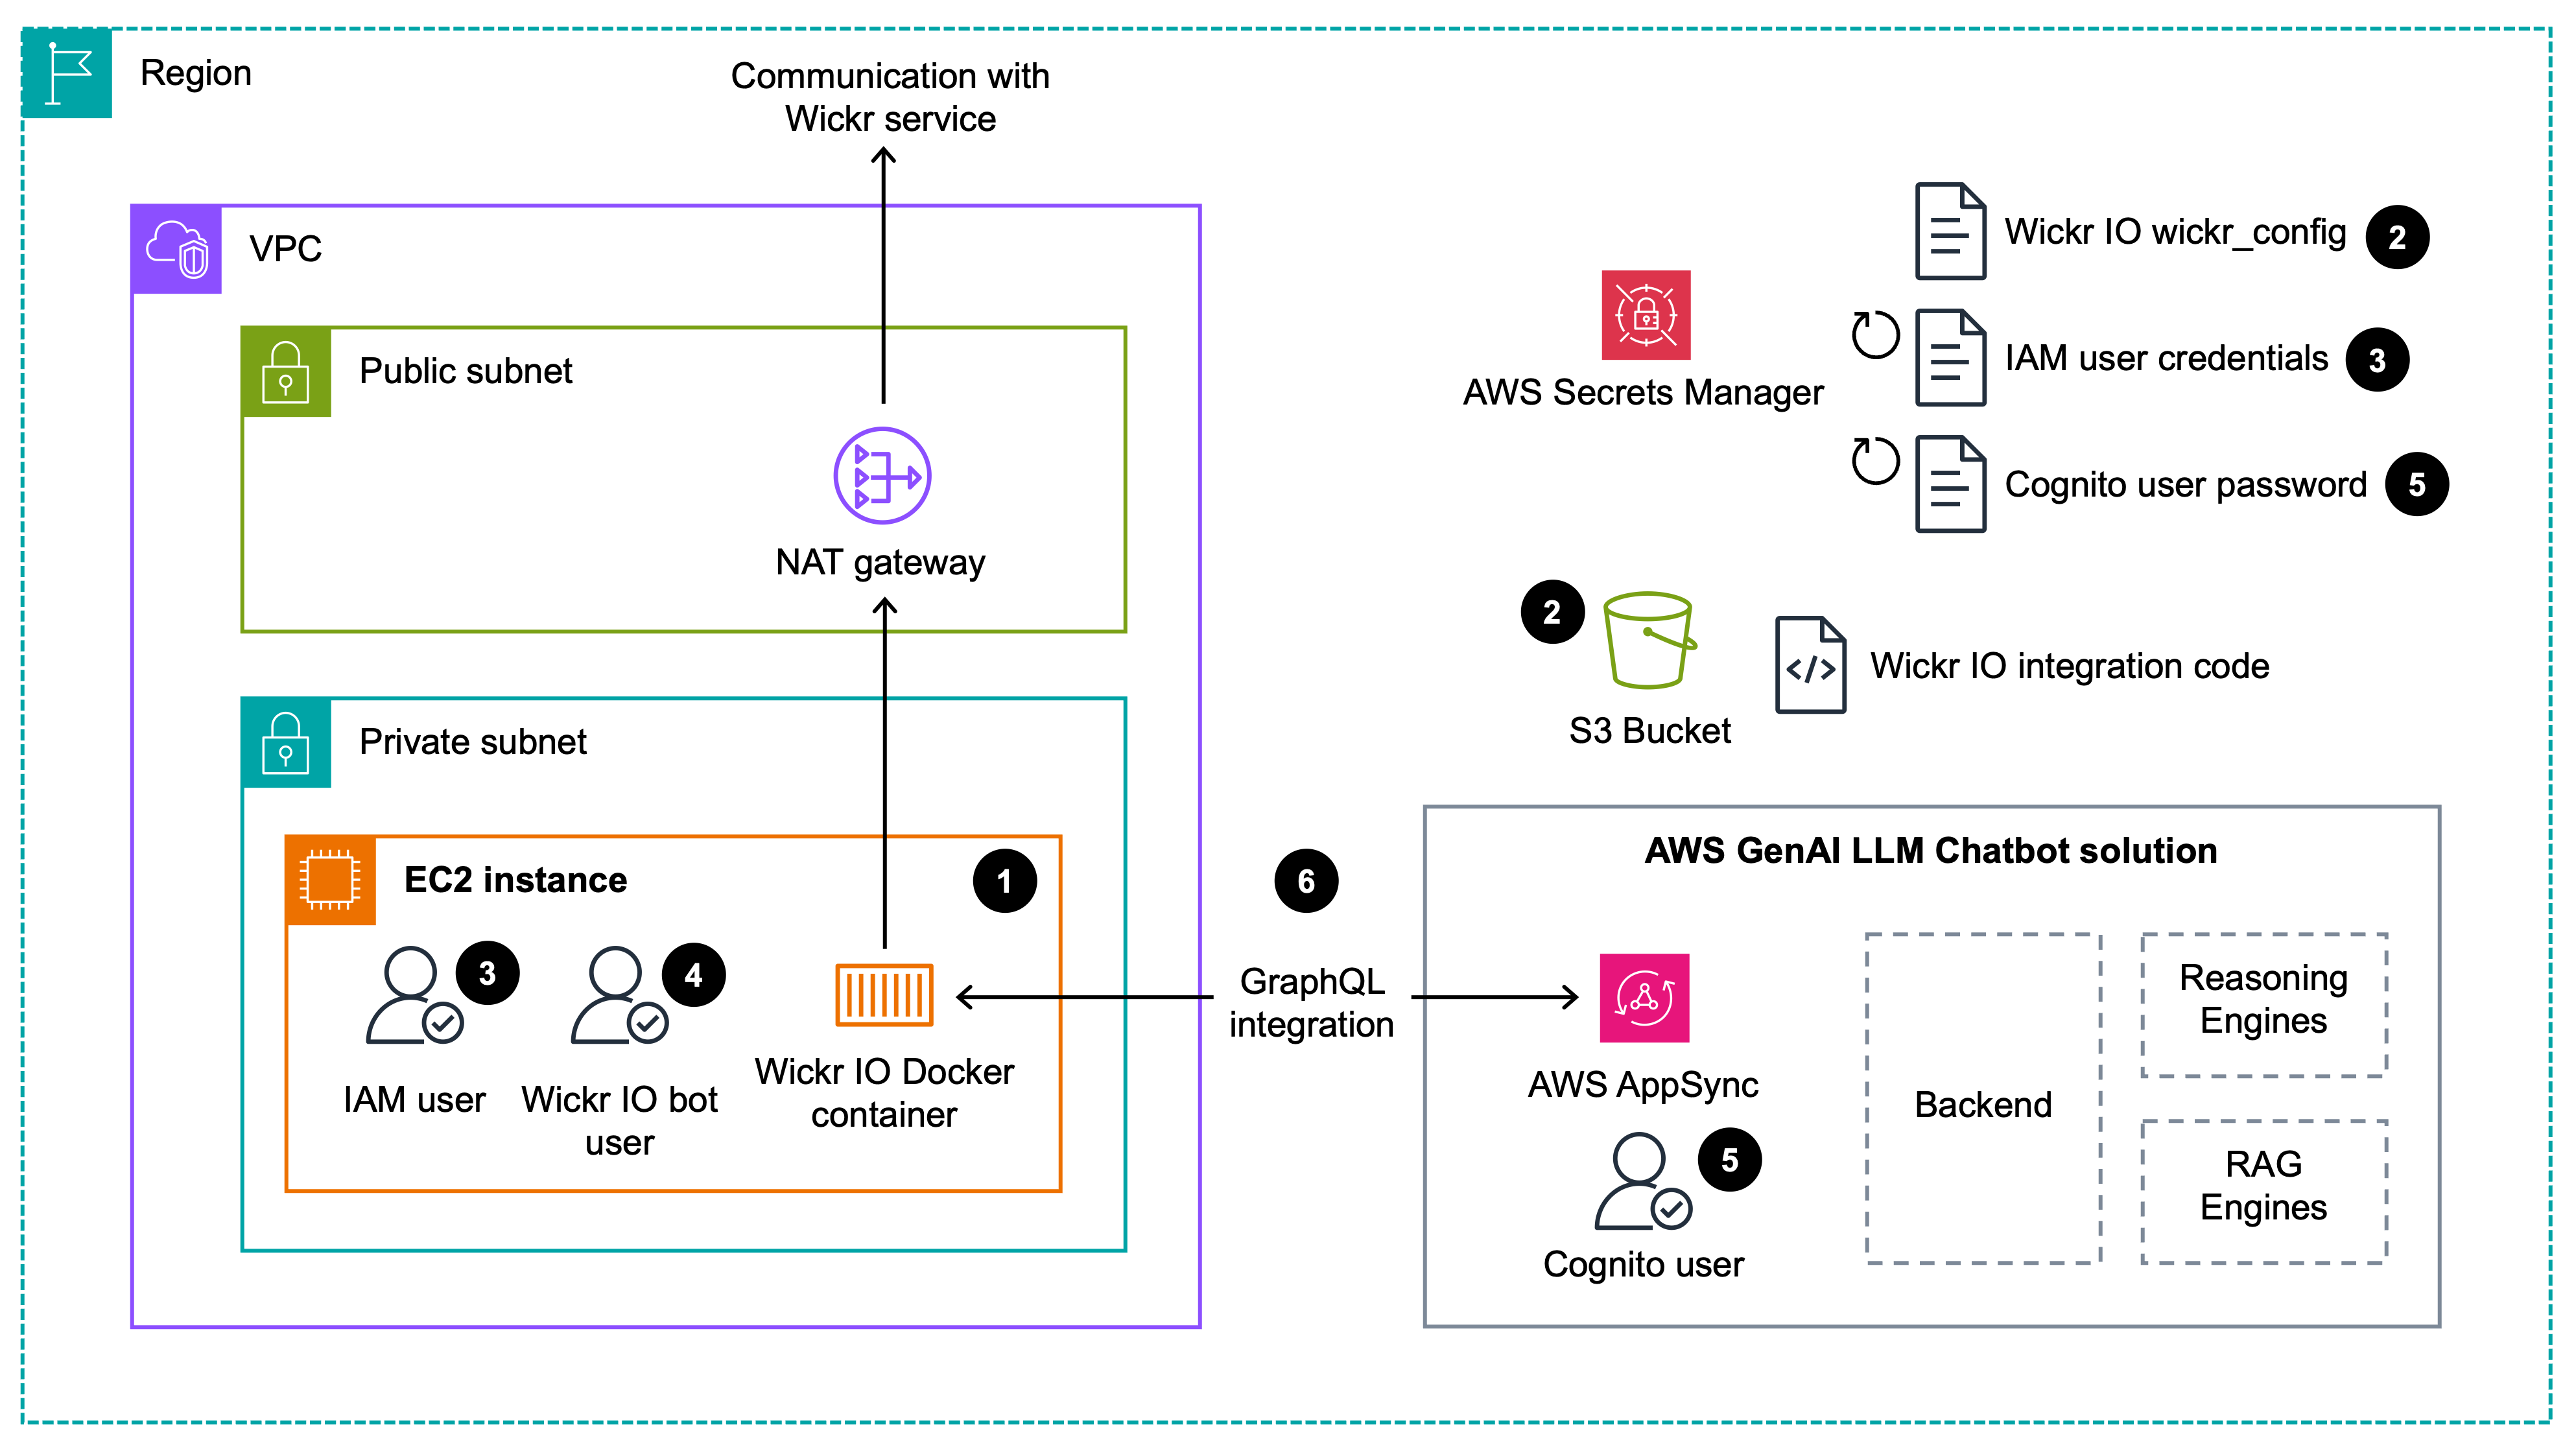 Region
Communication with
Wickr service
VPC
Public subnet
NAT gateway
Private subnet
EC2 instance
1
3
4
IAM user
Wickr IO bot
user
Wickr IO Docker
container
AWS Secrets Manager
Wickr IO wickr_config
2
IAM user credentials
3
Cognito user password
5
2
S3 Bucket
</>
Wickr IO integration code
6
GraphQL
integration
AWS GenAI LLM Chatbot solution
AWS AppSync
5
Cognito user
Backend
Reasoning
Engines
RAG
Engines